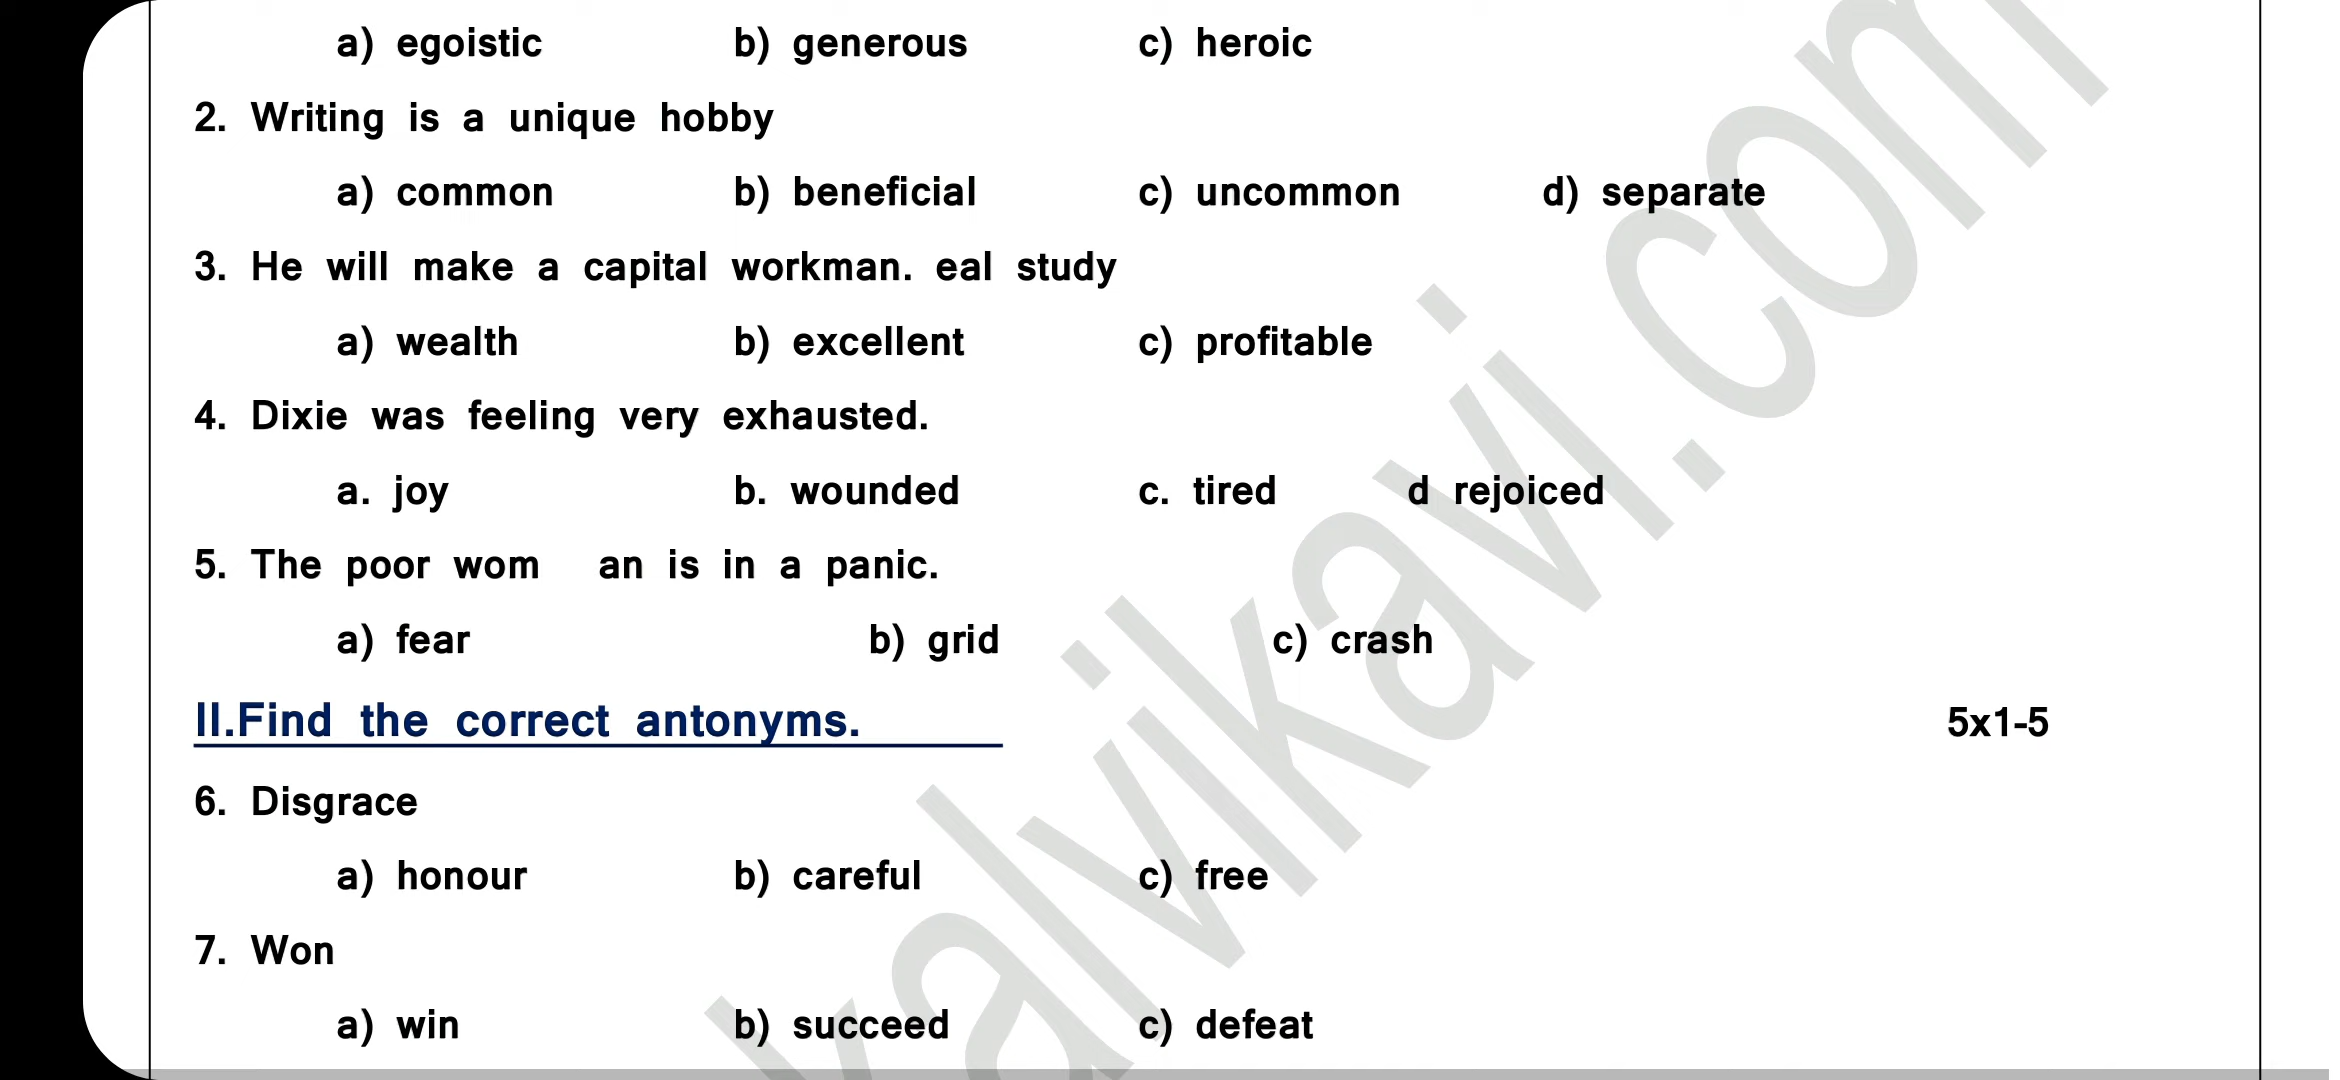 a) egoistic b) generous c) heroic
2. Writing is a unique hobby
a) common b) beneficial c) uncommon d) separate
3. He will make a capital workman. eal study
a) wealth b) excellent c) profitable
4. Dixie was feeling very exhausted.
a. joy b. wounded c. tired d rejoiced
5. The poor wom an is in a panic.
a) fear b) grid c) crash
II.Find the correct antonyms. 5x1-5
6. Disgrace
a) honour b) careful c) free
7. Won
a) win b) succeed c) defeat
kalvikavi.com